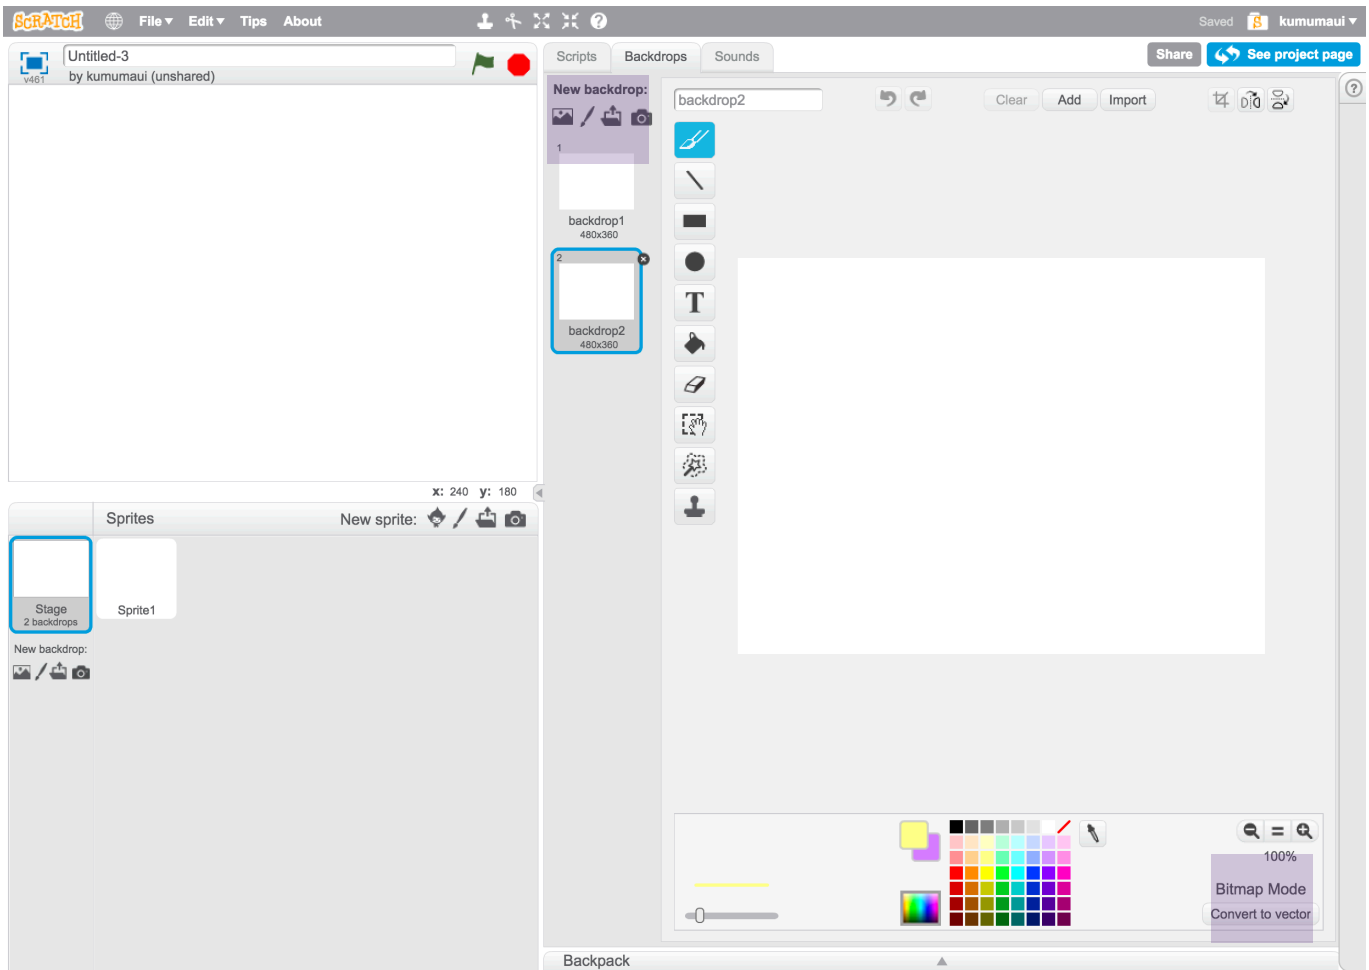 SCRATCH File Edit Tips About Saved S kumumaui
Untitled-3
by kumumaui (unshared)
v461
Scripts Backdrops Sounds Share See project page
New backdrop:
backdrop2 Clear Add Import
1
backdrop1
480x360
2
backdrop2
480x360
T
x: 240 y: 180
Sprites New sprite:
Stage
2 backdrops
Sprite1
New backdrop:
100%
Bitmap Mode
Convert to vector
Backpack